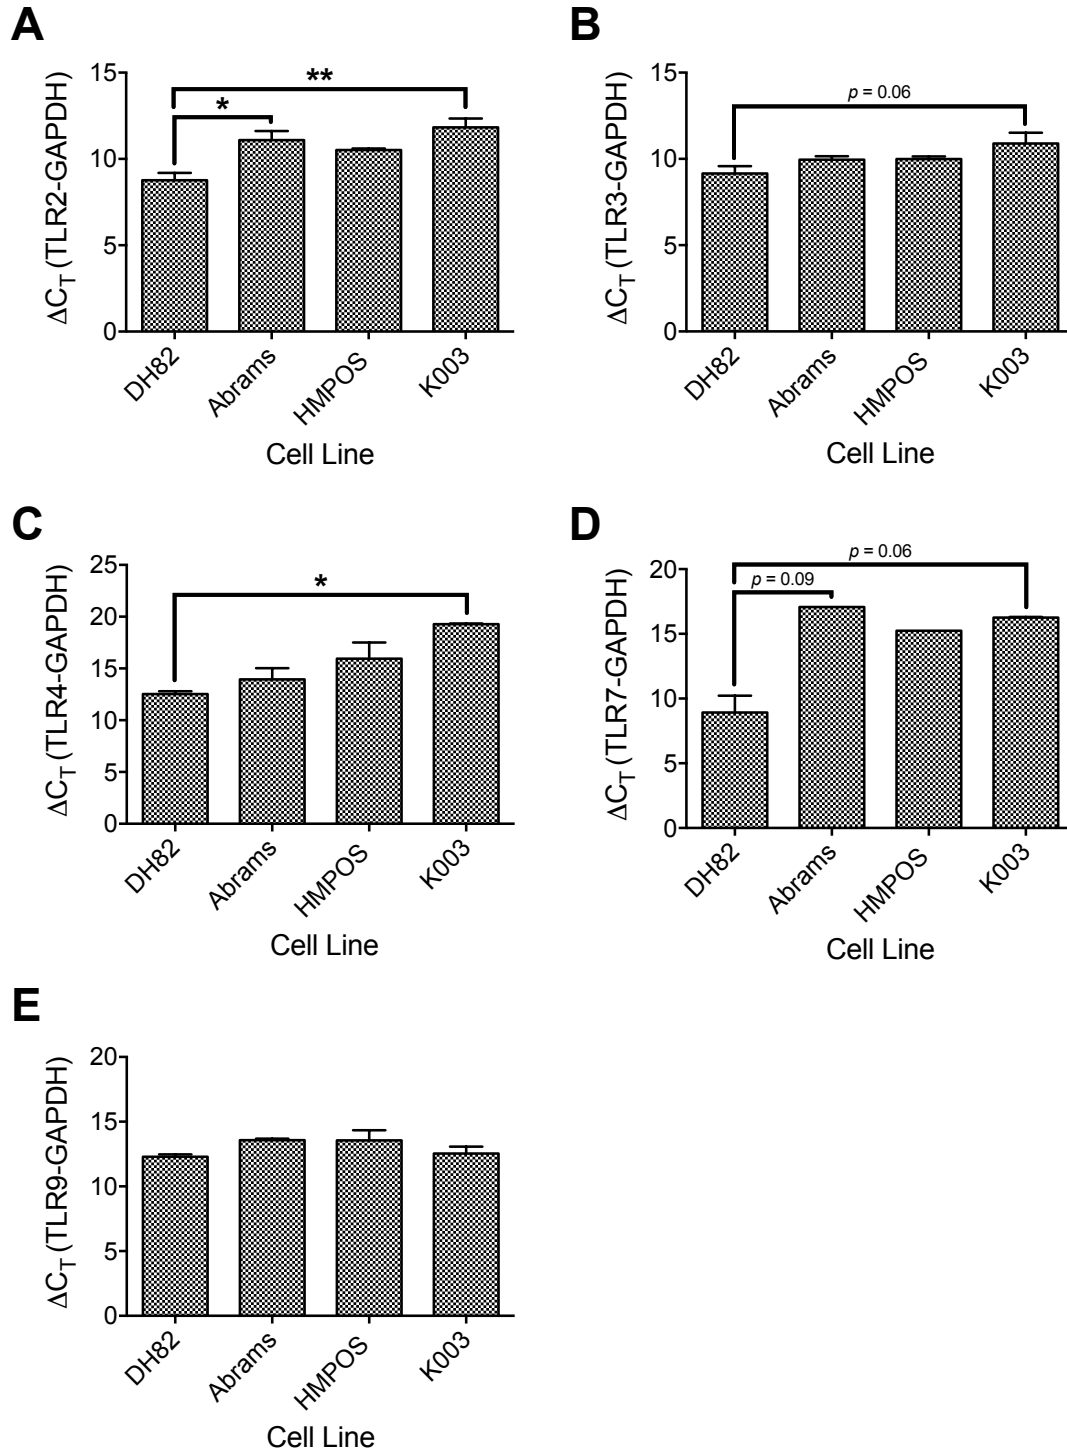 A
ΔCT (TLR2-GAPDH)
15
10
5
0
**
*
DH82
Abrams
HMPOS
K003
Cell Line
B
ΔCT (TLR3-GAPDH)
15
10
5
0
p = 0.06
DH82
Abrams
HMPOS
K003
Cell Line
C
ΔCT (TLR4-GAPDH)
25
20
15
10
5
0
*
DH82
Abrams
HMPOS
K003
Cell Line
D
ΔCT (TLR7-GAPDH)
20
15
10
5
0
p = 0.06
p = 0.09
DH82
Abrams
HMPOS
K003
Cell Line
E
ΔCT (TLR9-GAPDH)
20
15
10
5
0
DH82
Abrams
HMPOS
K003
Cell Line